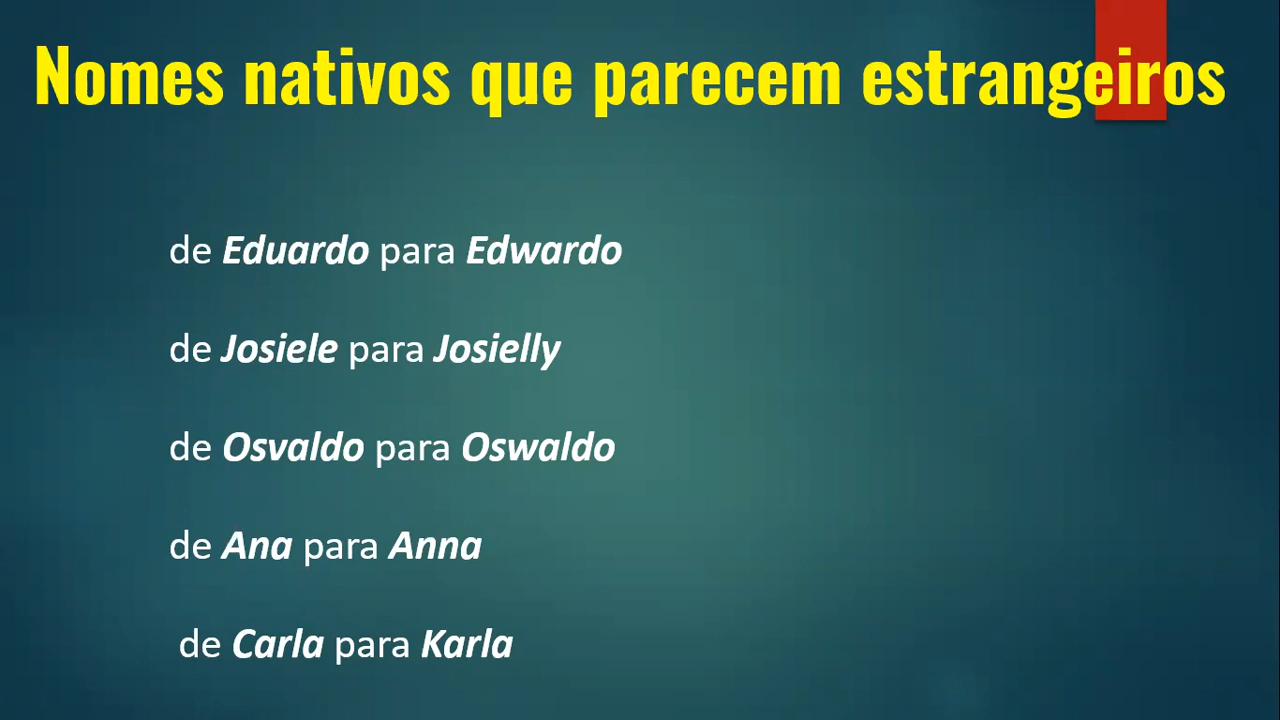 Nomes nativos que parecem estrangeiros
de Eduardo para Edwardo
de Josiele para Josielly
de Osvaldo para Oswaldo
de Ana para Anna
de Carla para Karla